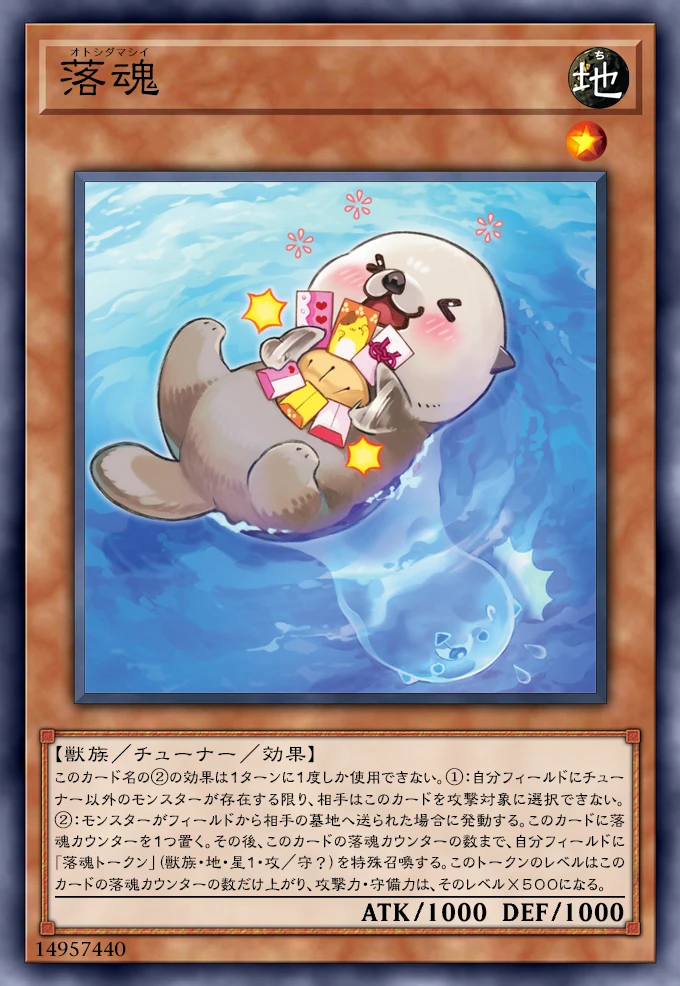 オトシダマシイ
落魂
ち
地
【獣族／チューナー／効果】
このカード名の②の効果は1ターンに1度しか使用できない。①：自分フィールドにチュー
ナー以外のモンスターが存在する限り、相手はこのカードを攻撃対象に選択できない。
②：モンスターがフィールドから相手の墓地へ送られた場合に発動する。このカードに落
魂カウンターを1つ置く。その後、このカードの落魂カウンターの数まで、自分フィールドに
「落魂トークン」（獣族・地・星1・攻／守？）を特殊召喚する。このトークンのレベルはこの
カードの落魂カウンターの数だけ上がり、攻撃力・守備力は、そのレベル×500になる。
ATK/1000 DEF/1000
14957440